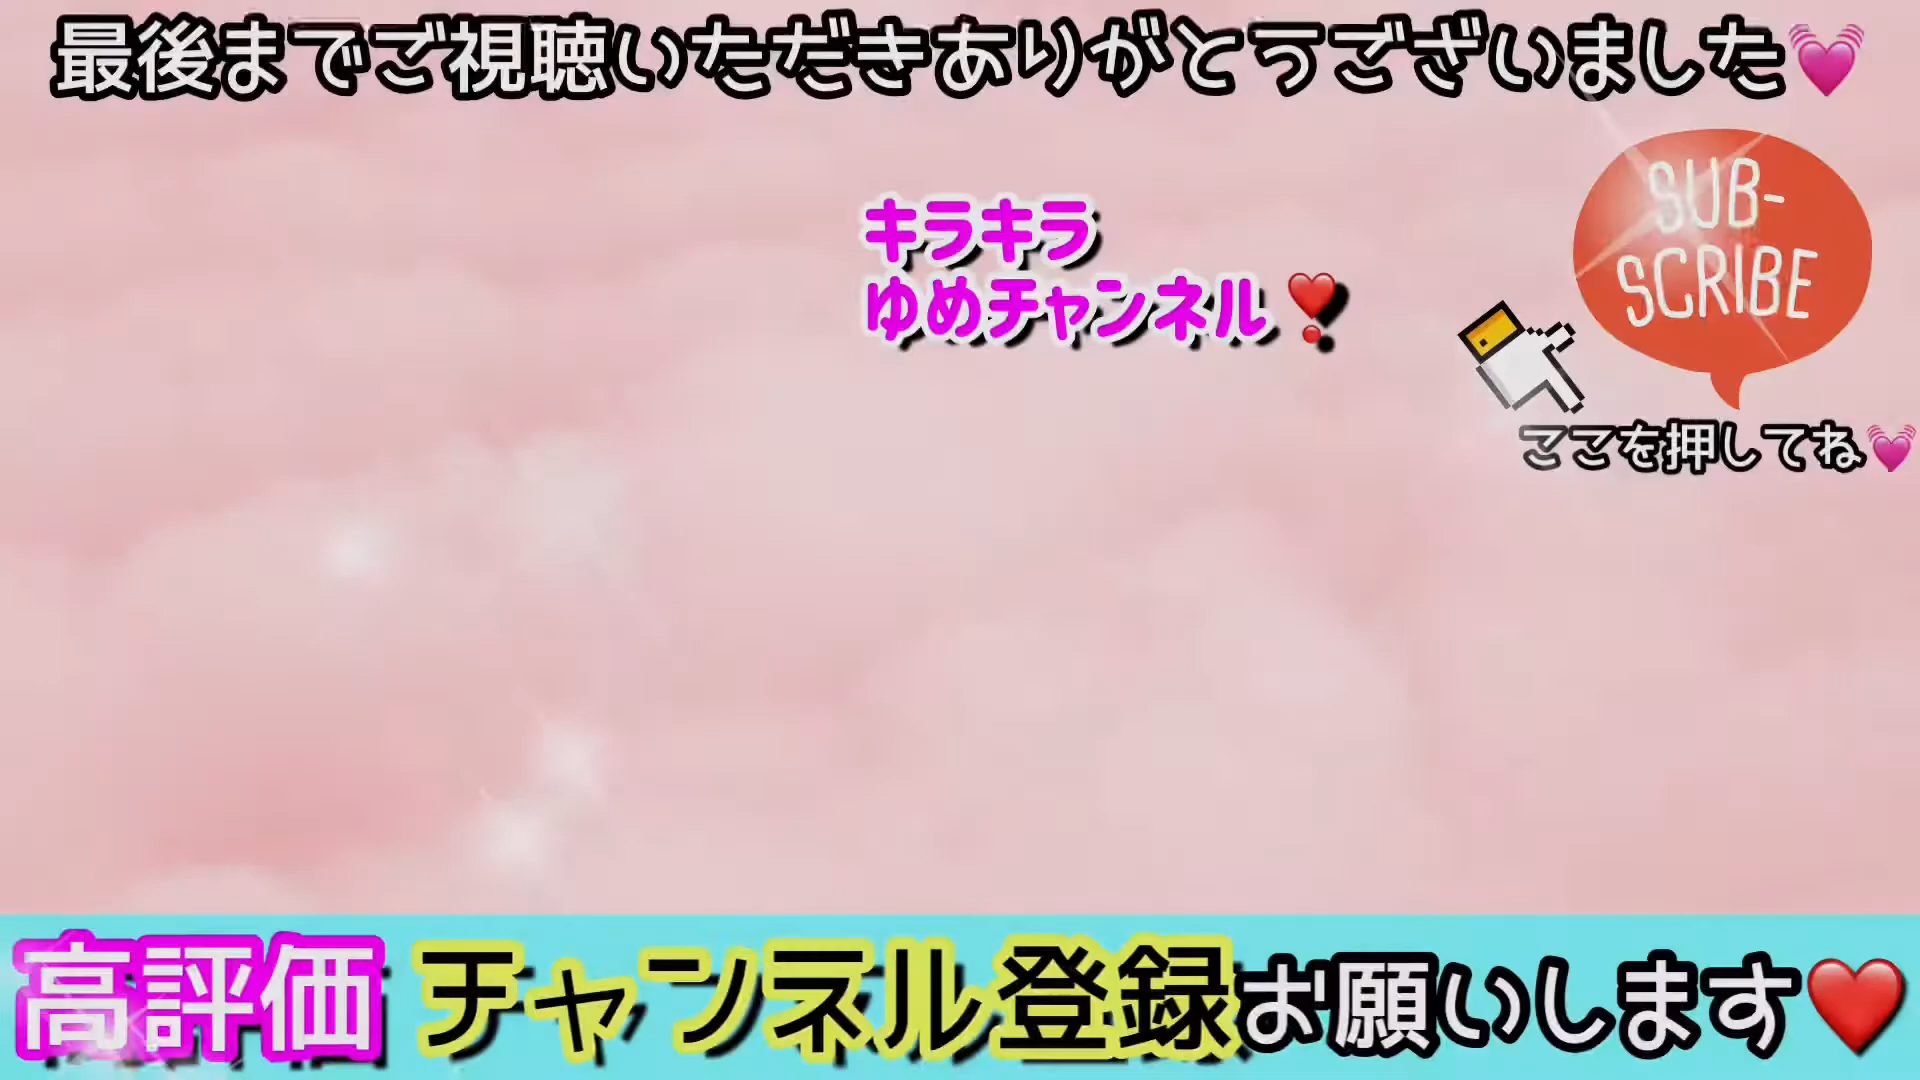 最後までご視聴いただきありがとうございました💓
キラキラ
ゆめチャンネル❣️
SUB-
SCRIBE
ここを押してね💓
高評価 チャンネル登録お願いします❤️